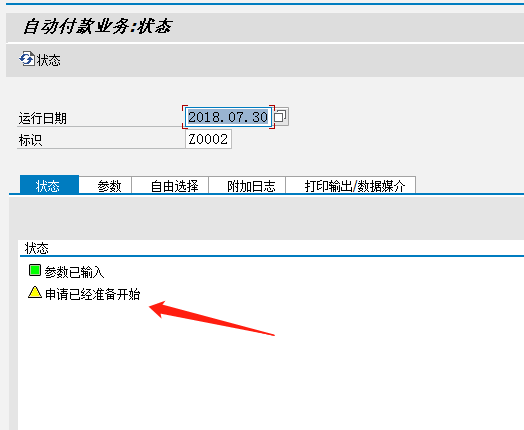 自动付款业务:状态
状态
运行日期 2018.07.30
标识 Z0002
状态 参数 自由选择 附加日志 打印输出/数据媒介
状态
参数已输入
申请已经准备开始